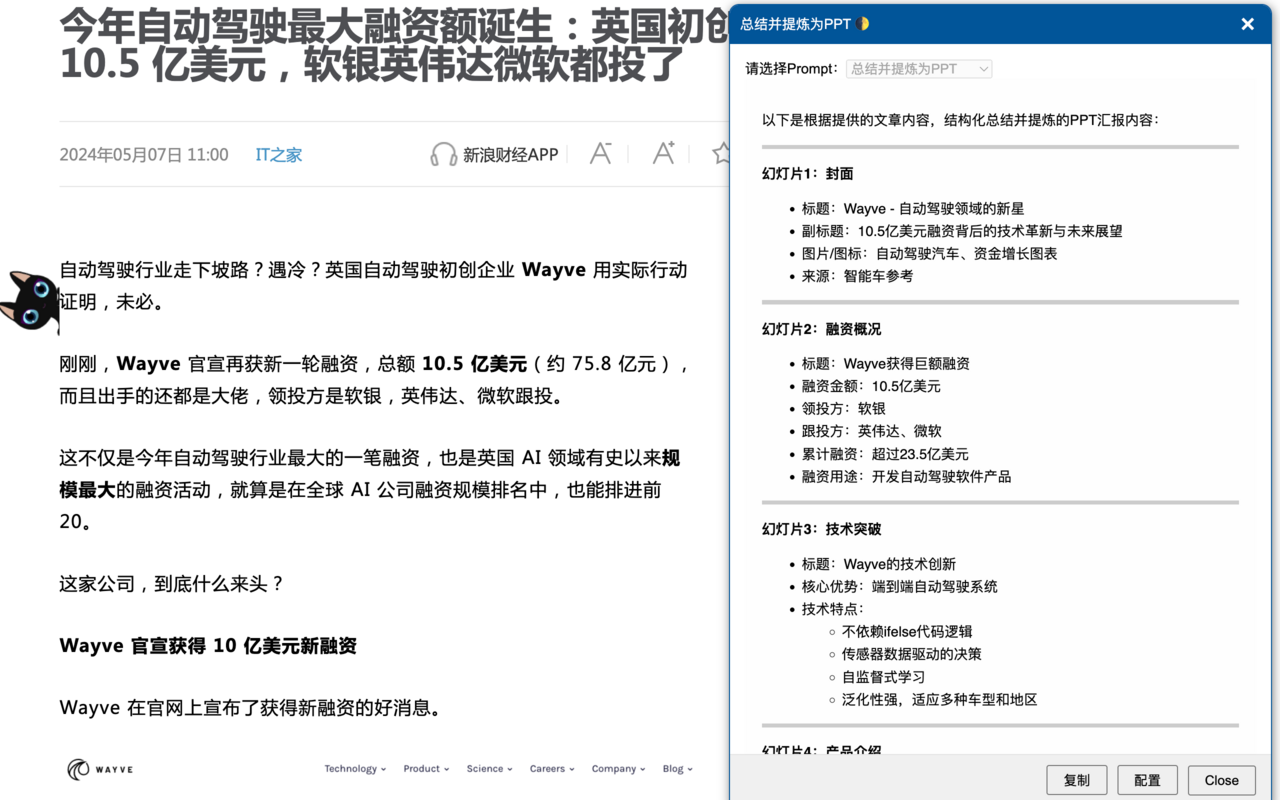 今年自动驾驶最大融资额诞生：英国初创
10.5 亿美元，软银英伟达微软都投了
2024年05月07日 11:00 IT之家 新浪财经APP A- A+
自动驾驶行业走下坡路？遇冷？英国自动驾驶初创企业 Wayve 用实际行动
证明，未必。
刚刚，Wayve 官宣再获新一轮融资，总额 10.5 亿美元（约 75.8 亿元），
而且出手的还都是大佬，领投方是软银，英伟达、微软跟投。
这不仅是今年自动驾驶行业最大的一笔融资，也是英国 AI 领域有史以来规
模最大的融资活动，就算是在全球 AI 公司融资规模排名中，也能排进前
20。
这家公司，到底什么来头？
Wayve 官宣获得 10 亿美元新融资
Wayve 在官网上宣布了获得新融资的好消息。
WAYVE Technology Product Science Careers Company Blog
总结并提炼为PPT
请选择Prompt： 总结并提炼为PPT
以下是根据提供的文章内容，结构化总结并提炼的PPT汇报内容：
幻灯片1：封面
• 标题：Wayve - 自动驾驶领域的新星
• 副标题：10.5亿美元融资背后的技术革新与未来展望
• 图片/图标：自动驾驶汽车、资金增长图表
• 来源：智能车参考
幻灯片2：融资概况
• 标题：Wayve获得巨额融资
• 融资金额：10.5亿美元
• 领投方：软银
• 跟投方：英伟达、微软
• 累计融资：超过23.5亿美元
• 融资用途：开发自动驾驶软件产品
幻灯片3：技术突破
• 标题：Wayve的技术创新
• 核心优势：端到端自动驾驶系统
• 技术特点：
◦ 不依赖ifelse代码逻辑
◦ 传感器数据驱动的决策
◦ 自监督式学习
◦ 泛化性强，适应多种车型和地区
幻灯片4：产品介绍
复制 配置 Close